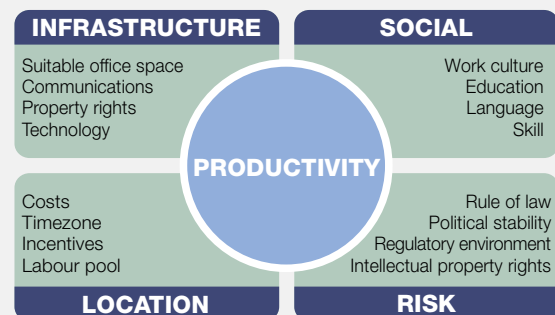 INFRASTRUCTURE
Suitable office space
Communications
Property rights
Technology
SOCIAL
Work culture
Education
Language
Skill
PRODUCTIVITY
Costs
Timezone
Incentives
Labour pool
LOCATION
Rule of law
Political stability
Regulatory environment
Intellectual property rights
RISK